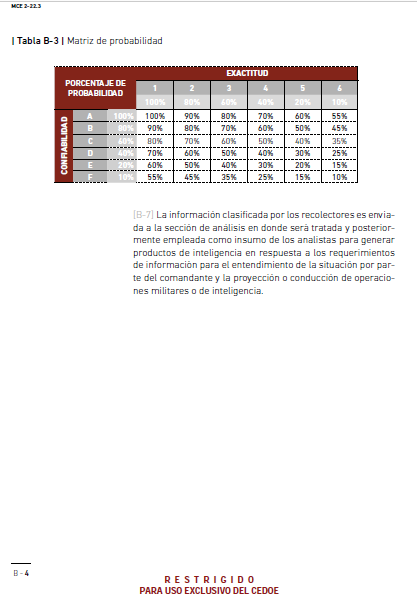 MCE 2-22.3
| Tabla B-3 | Matriz de probabilidad
PORCENTAJE DE PROBABILIDAD EXACTITUD
1 2 3 4 5 6
100% 80% 60% 40% 20% 10%
CONFIABILIDAD
A 100% 100% 90% 80% 70% 60% 55%
B 80% 90% 80% 70% 60% 50% 45%
C 60% 80% 70% 60% 50% 40% 35%
D 40% 70% 60% 50% 40% 30% 25%
E 20% 60% 50% 40% 30% 20% 15%
F 10% 55% 45% 35% 25% 15% 10%
[B-7] La información clasificada por los recolectores es envia-
da a la sección de análisis en donde será tratada y posterior-
mente empleada como insumo de los analistas para generar
productos de inteligencia en respuesta a los requerimientos
de información para el entendimiento de la situación por par-
te del comandante y la proyección o conducción de operacio-
nes militares o de inteligencia.
B-4
RESTRIGIDO
PARA USO EXCLUSIVO DEL CEDOE